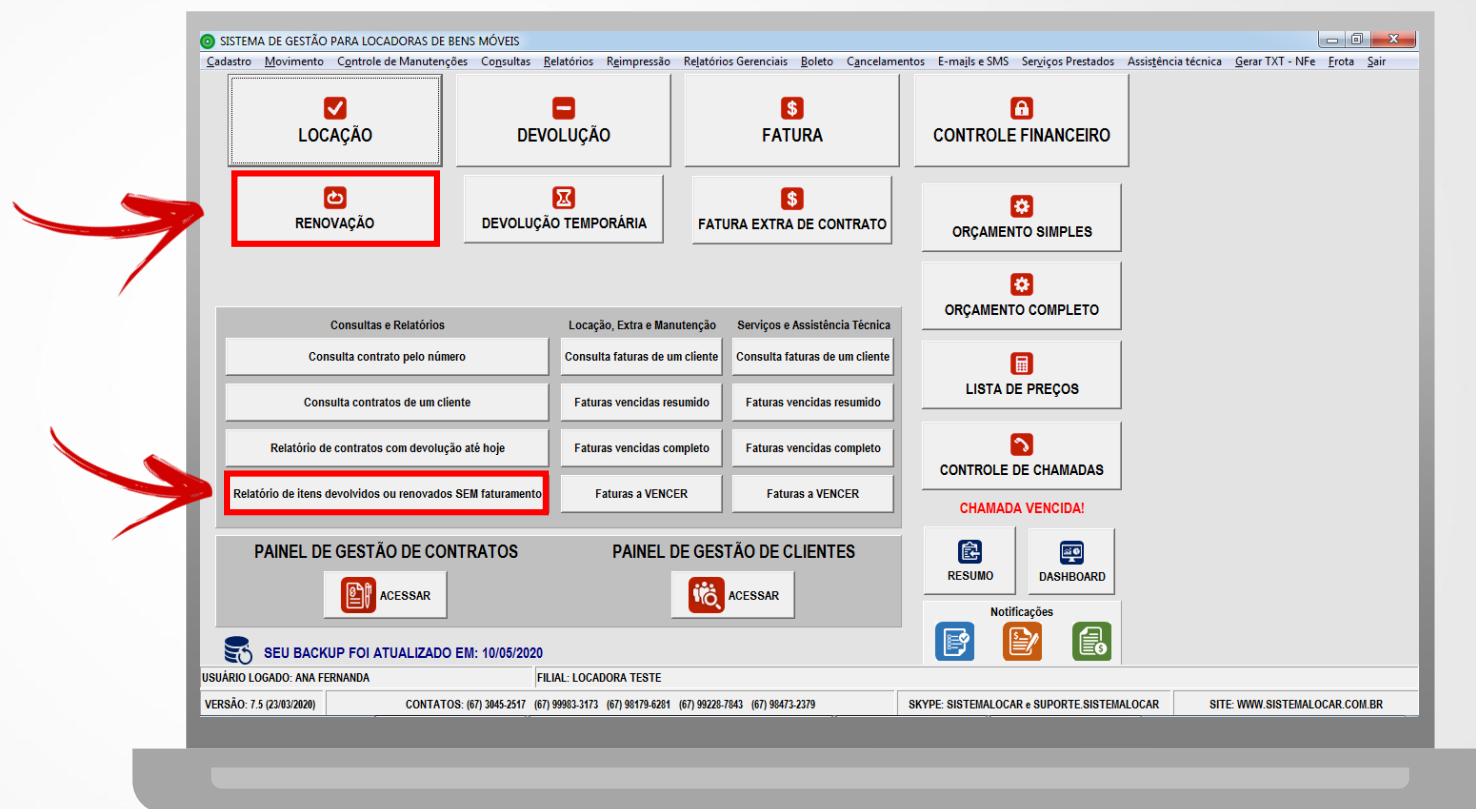 SISTEMA DE GESTÃO PARA LOCADORAS DE BENS MÓVEIS
Cadastro Movimento Controle de Manutenções Consultas Relatórios Reimpressão Relatórios Gerenciais Boleto Cancelamentos E-mails e SMS Serviços Prestados Assistência técnica Gerar TXT - NFe Frota Sair
LOCAÇÃO DEVOLUÇÃO FATURA CONTROLE FINANCEIRO
RENOVAÇÃO DEVOLUÇÃO TEMPORÁRIA FATURA EXTRA DE CONTRATO
ORÇAMENTO SIMPLES
ORÇAMENTO COMPLETO
Consultas e Relatórios Locação, Extra e Manutenção Serviços e Assistência Técnica
Consulta contrato pelo número Consulta faturas de um cliente Consulta faturas de um cliente
LISTA DE PREÇOS
Consulta contratos de um cliente Faturas vencidas resumido Faturas vencidas resumido
Relatório de contratos com devolução até hoje Faturas vencidas completo Faturas vencidas completo
CONTROLE DE CHAMADAS
Relatório de itens devolvidos ou renovados SEM faturamento Faturas a VENCER Faturas a VENCER
CHAMADA VENCIDA!
PAINEL DE GESTÃO DE CONTRATOS PAINEL DE GESTÃO DE CLIENTES
RESUMO DASHBOARD
ACESSAR ACESSAR
Notificações
SEU BACKUP FOI ATUALIZADO EM: 10/05/2020
USUÁRIO LOGADO: ANA FERNANDA FILIAL: LOCADORA TESTE
VERSÃO: 7.5 (23/03/2020) CONTATOS: (67) 3045-2517 (67) 99983-3173 (67) 98179-6281 (67) 99228-7843 (67) 98473-2379 SKYPE: SISTEMALOCAR e SUPORTE.SISTEMALOCAR SITE: WWW.SISTEMALOCAR.COM.BR